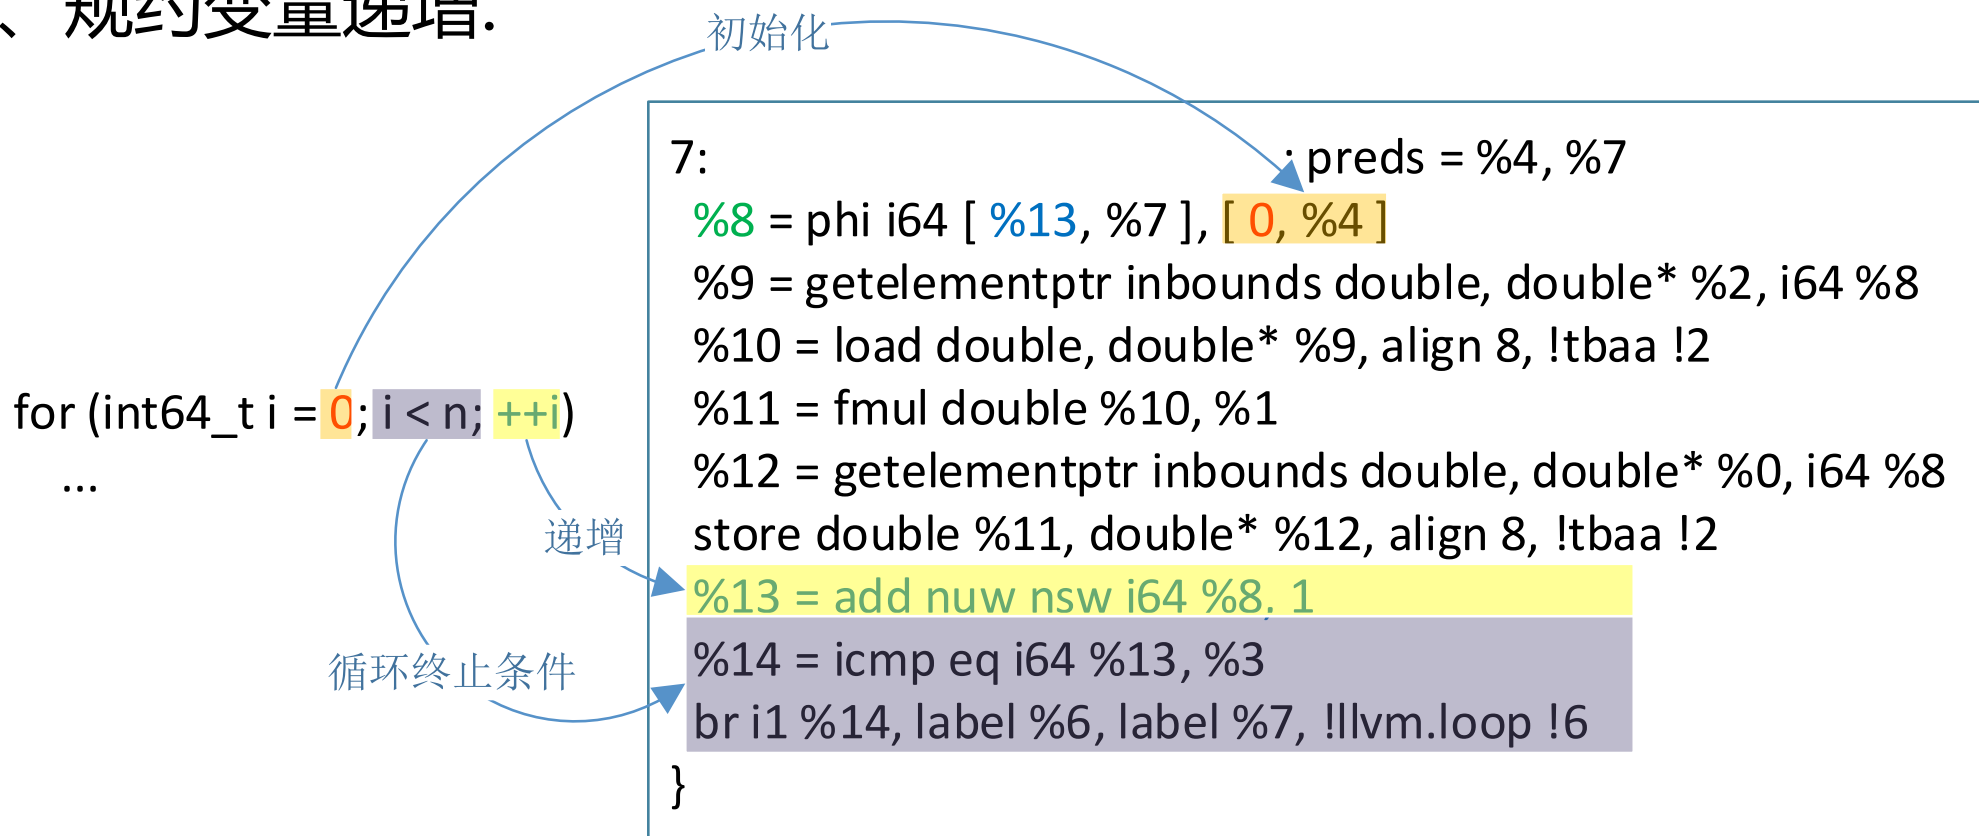 、规约变量递增.
初始化
7: ; preds = %4, %7
%8 = phi i64 [ %13, %7 ], [ 0, %4 ]
%9 = getelementptr inbounds double, double* %2, i64 %8
%10 = load double, double* %9, align 8, !tbaa !2
%11 = fmul double %10, %1
for (int64_t i = 0; i < n; ++i)
%12 = getelementptr inbounds double, double* %0, i64 %8
...
store double %11, double* %12, align 8, !tbaa !2
递增
%13 = add nuw nsw i64 %8, 1
%14 = icmp eq i64 %13, %3
循环终止条件
br i1 %14, label %6, label %7, !llvm.loop !6
}